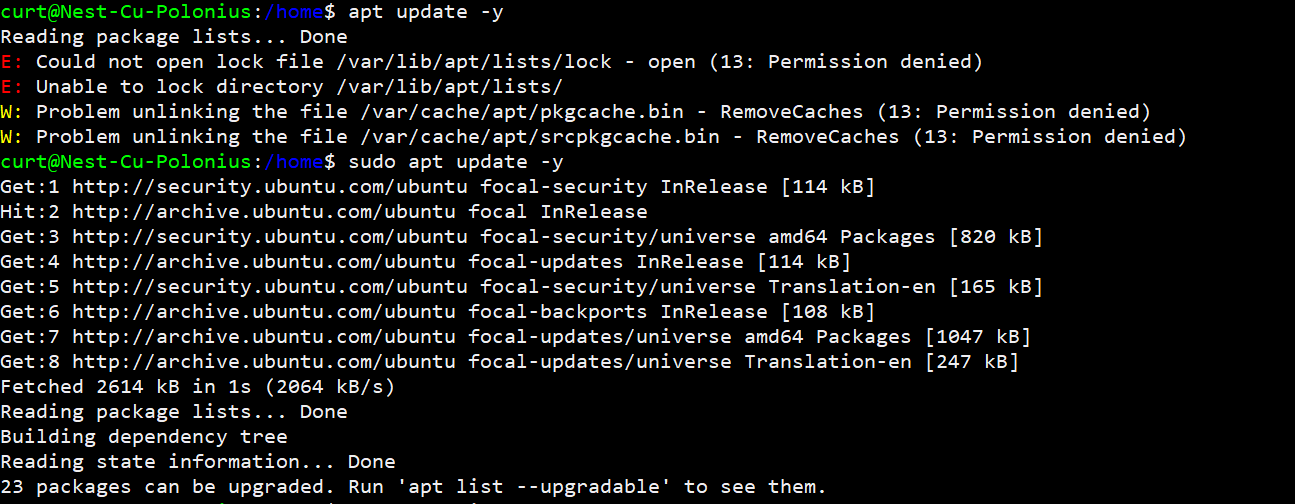 curt@Nest-Cu-Polonius:/home$ apt update -y
Reading package lists... Done
E: Could not open lock file /var/lib/apt/lists/lock - open (13: Permission denied)
E: Unable to lock directory /var/lib/apt/lists/
W: Problem unlinking the file /var/cache/apt/pkgcache.bin - RemoveCaches (13: Permission denied)
W: Problem unlinking the file /var/cache/apt/srcpkgcache.bin - RemoveCaches (13: Permission denied)
curt@Nest-Cu-Polonius:/home$ sudo apt update -y
Get:1 http://security.ubuntu.com/ubuntu focal-security InRelease [114 kB]
Hit:2 http://archive.ubuntu.com/ubuntu focal InRelease
Get:3 http://security.ubuntu.com/ubuntu focal-security/universe amd64 Packages [820 kB]
Get:4 http://archive.ubuntu.com/ubuntu focal-updates InRelease [114 kB]
Get:5 http://security.ubuntu.com/ubuntu focal-security/universe Translation-en [165 kB]
Get:6 http://archive.ubuntu.com/ubuntu focal-backports InRelease [108 kB]
Get:7 http://archive.ubuntu.com/ubuntu focal-updates/universe amd64 Packages [1047 kB]
Get:8 http://archive.ubuntu.com/ubuntu focal-updates/universe Translation-en [247 kB]
Fetched 2614 kB in 1s (2064 kB/s)
Reading package lists... Done
Building dependency tree
Reading state information... Done
23 packages can be upgraded. Run 'apt list --upgradable' to see them.